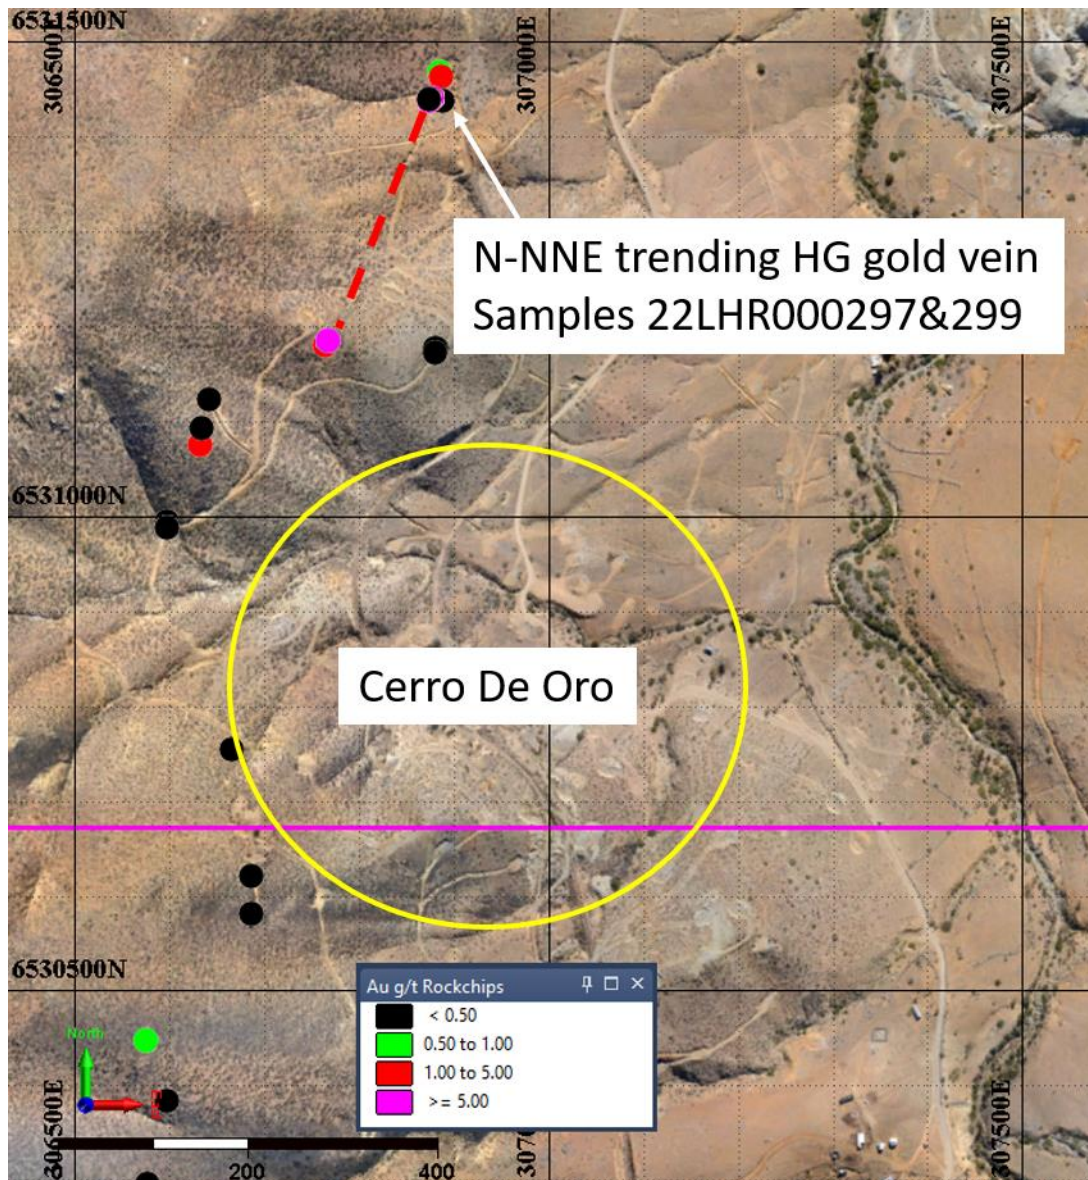 6531500N
306500E
307000E
307500E
N-NNE trending HG gold vein
Samples 22LHR000297&299
6531000N
Cerro De Oro
6530500N
Au g/t Rockchips
< 0.50
0.50 to 1.00
1.00 to 5.00
>= 5.00
North
306500E
307500E
200
400